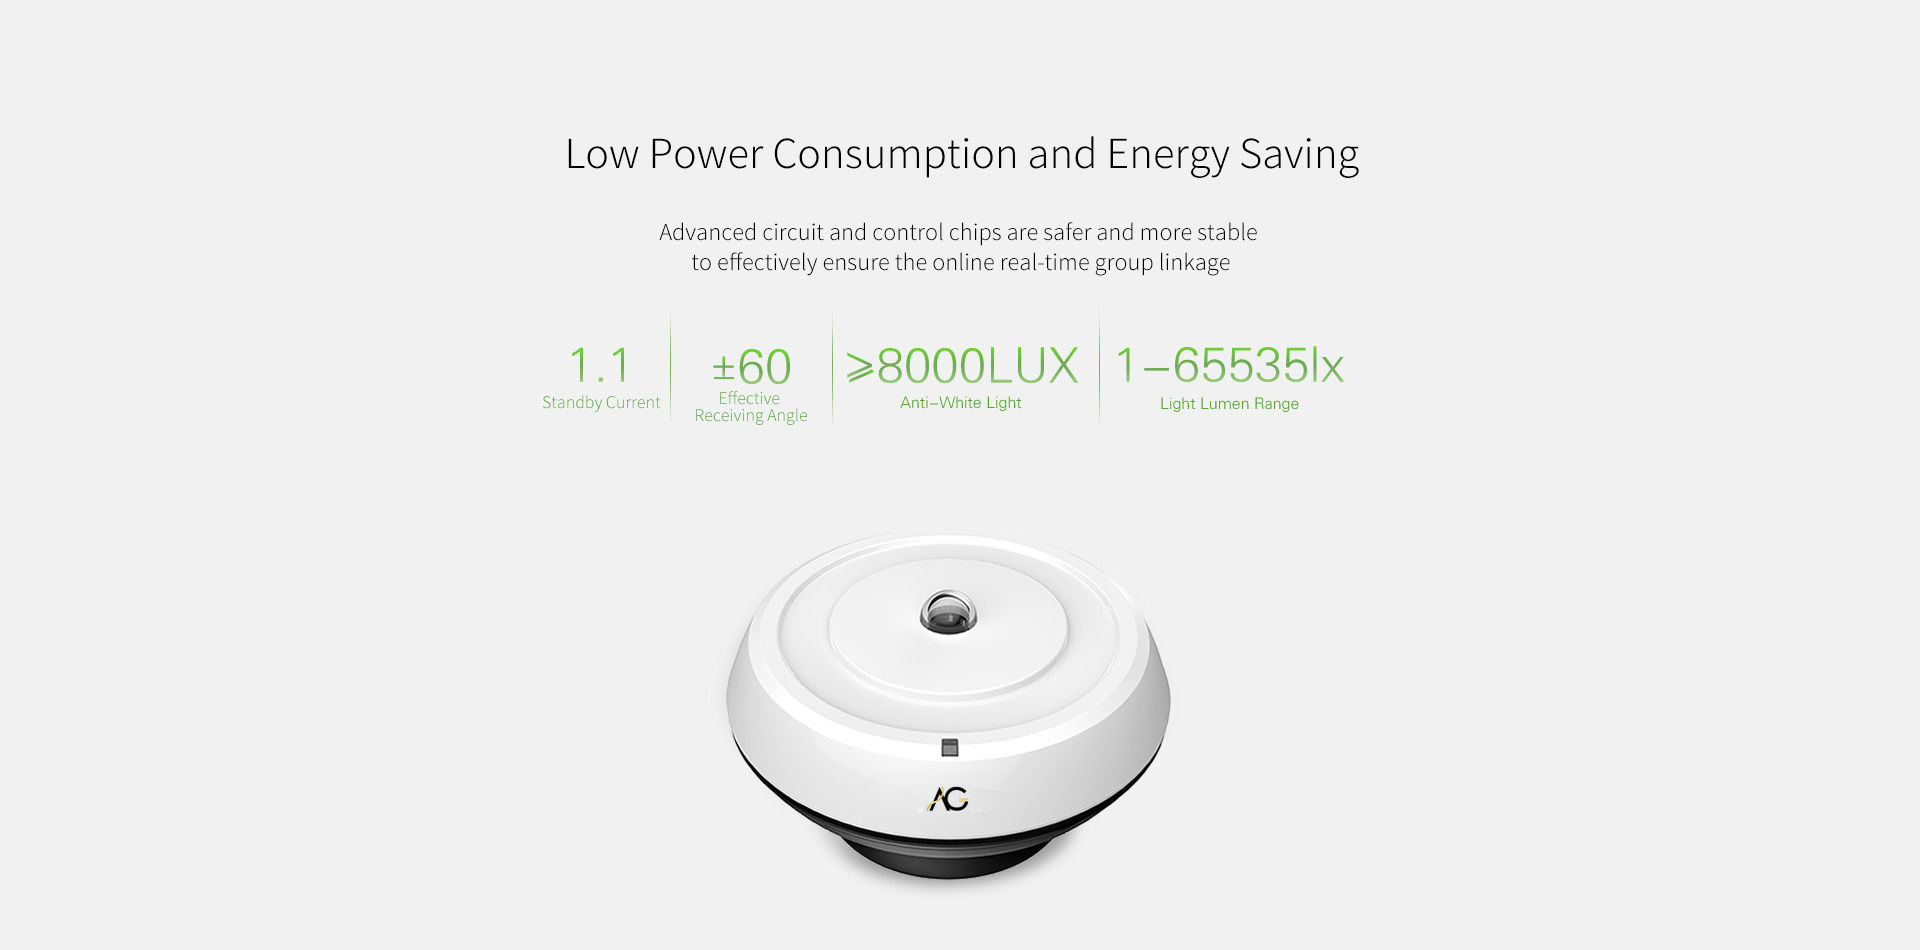 Low Power Consumption and Energy Saving
Advanced circuit and control chips are safer and more stable
to effectively ensure the online real-time group linkage
1.1
Standby Current
±60
Effective
Receiving Angle
⩾8000LUX
Anti–White Light
1–65535lx
Light Lumen Range
AG